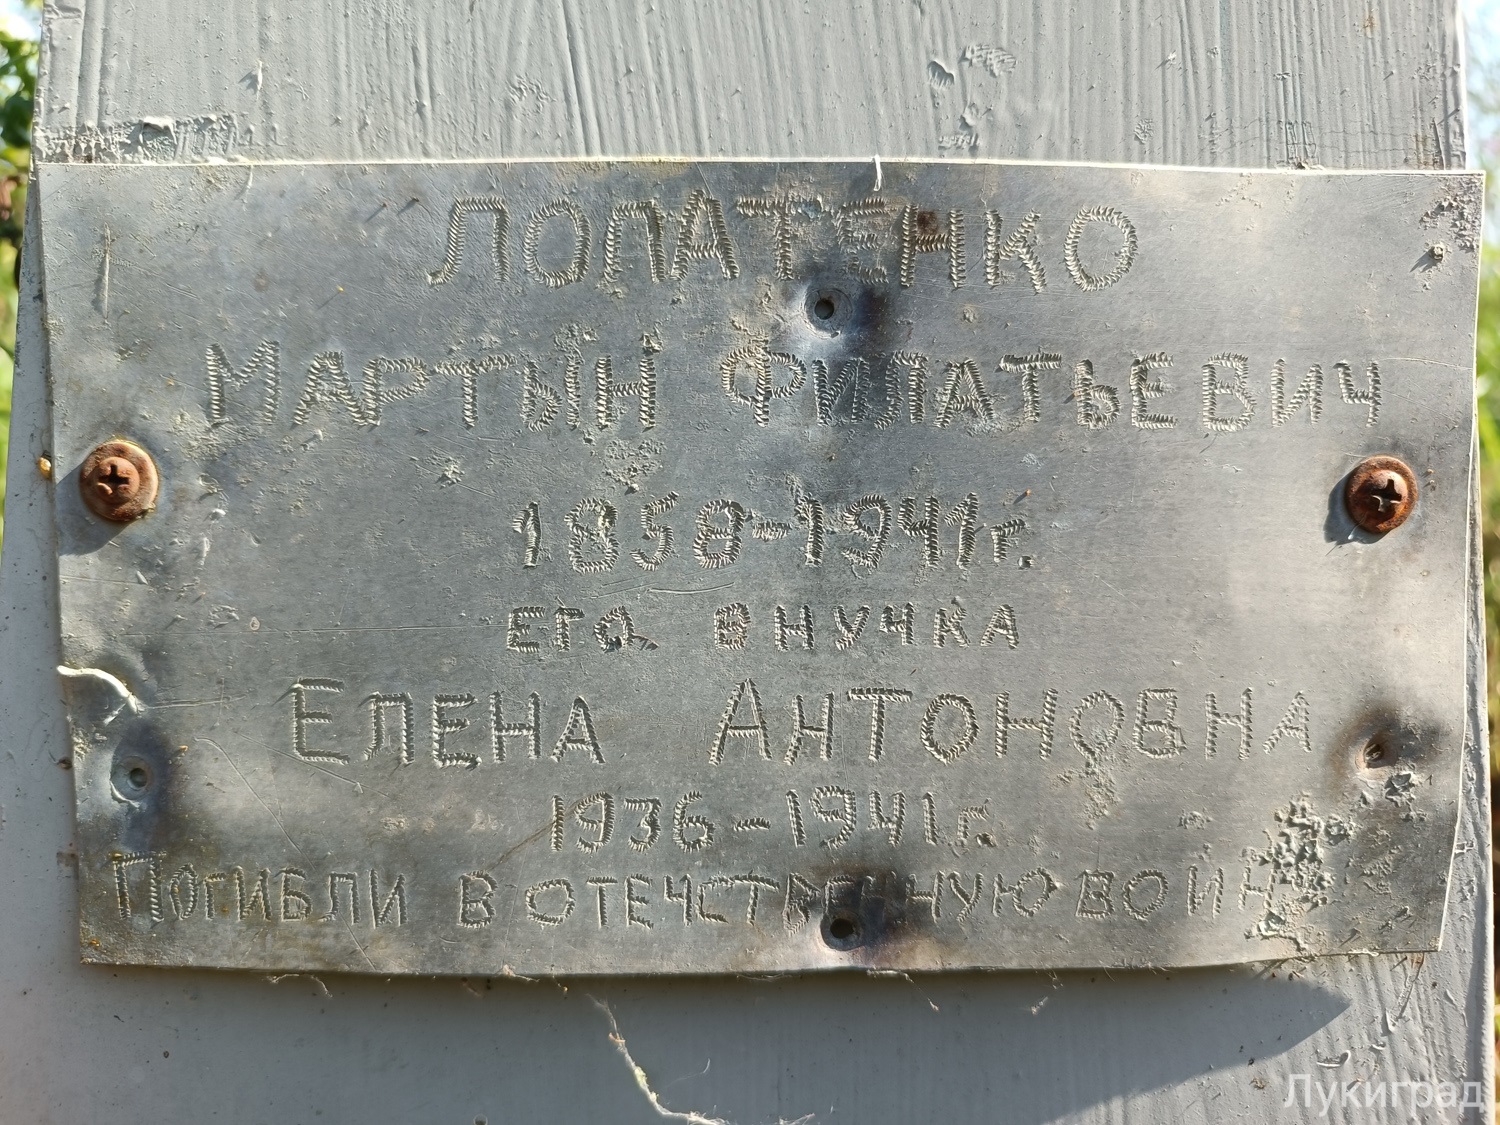 ЛОПАТЕНКО
МАРТЫН ФИЛАТЬЕВИЧ
1858-1941г.
ЕГО ВНУЧКА
ЕЛЕНА АНТОНОВНА
1936-1941г.
ПОГИБЛИ В ОТЕЧСТВЕННУЮ ВОЙН
Лукиград